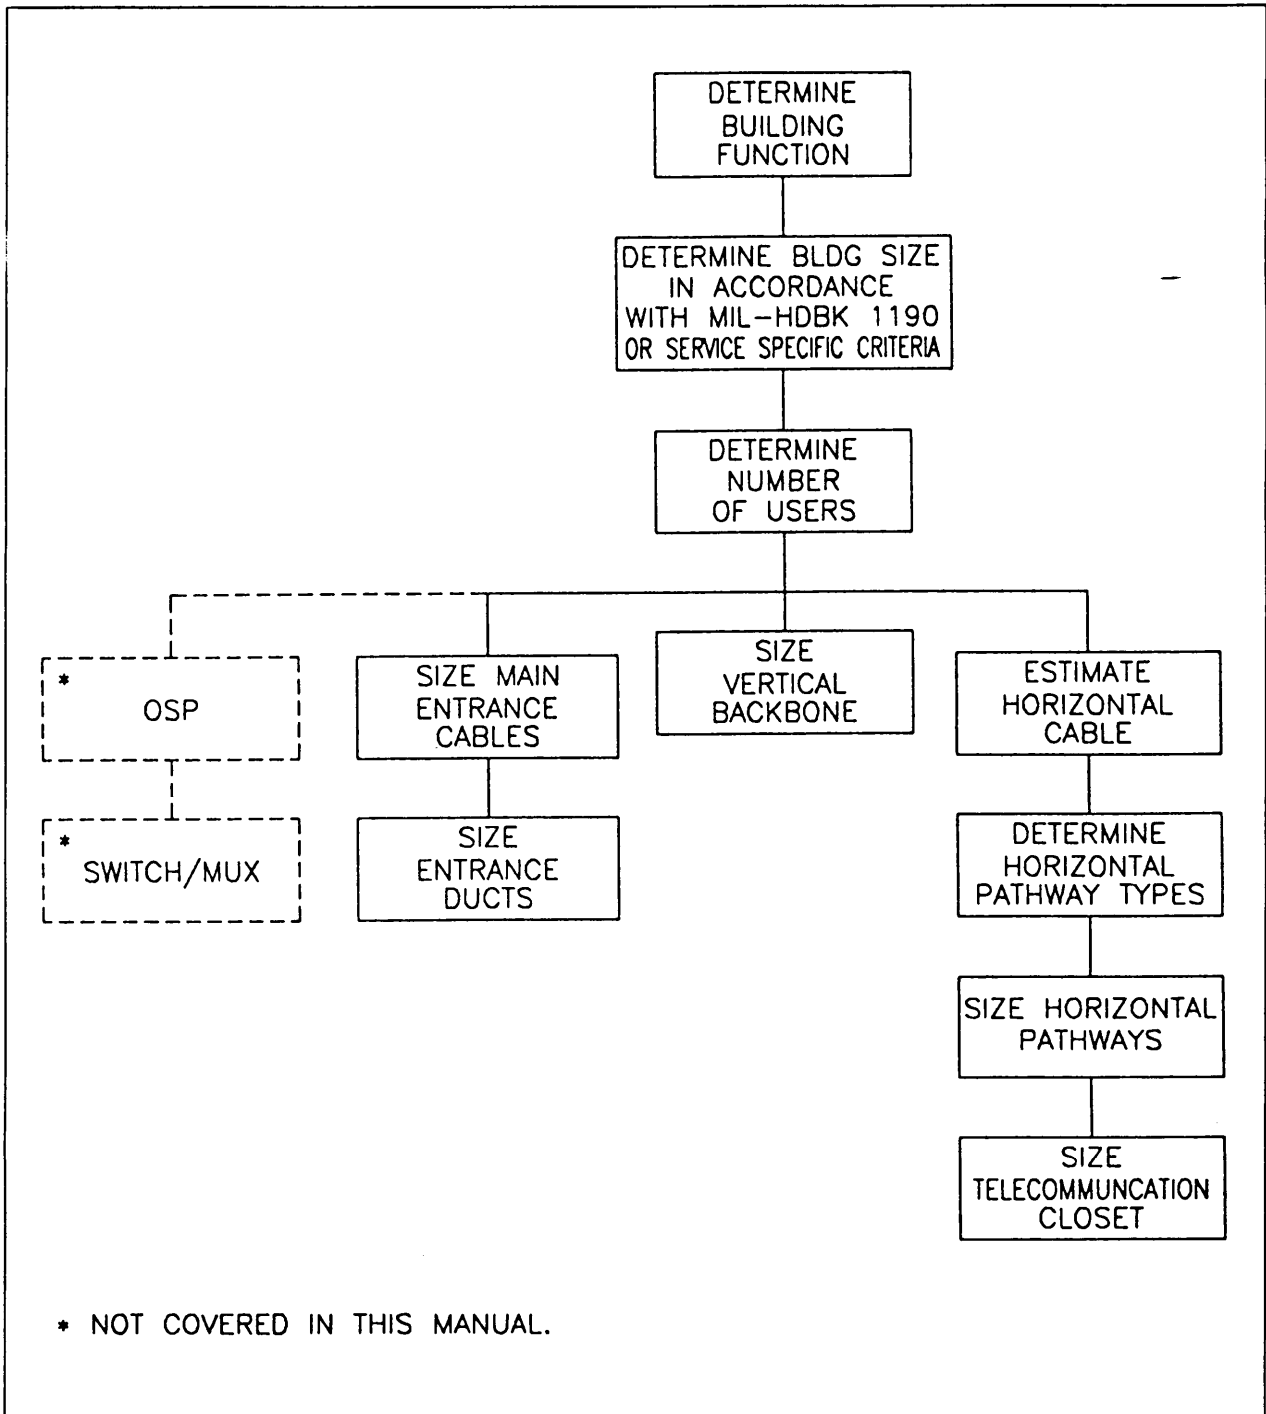 DETERMINE
BUILDING
FUNCTION
DETERMINE BLDG SIZE
IN ACCORDANCE
WITH MIL-HDBK 1190
OR SERVICE SPECIFIC CRITERIA
DETERMINE
NUMBER
OF USERS
*
OSP
SIZE MAIN
ENTRANCE
CABLES
SIZE
VERTICAL
BACKBONE
ESTIMATE
HORIZONTAL
CABLE
*
SWITCH/MUX
SIZE
ENTRANCE
DUCTS
DETERMINE
HORIZONTAL
PATHWAY TYPES
SIZE HORIZONTAL
PATHWAYS
SIZE
TELECOMMUNCATION
CLOSET
* NOT COVERED IN THIS MANUAL.